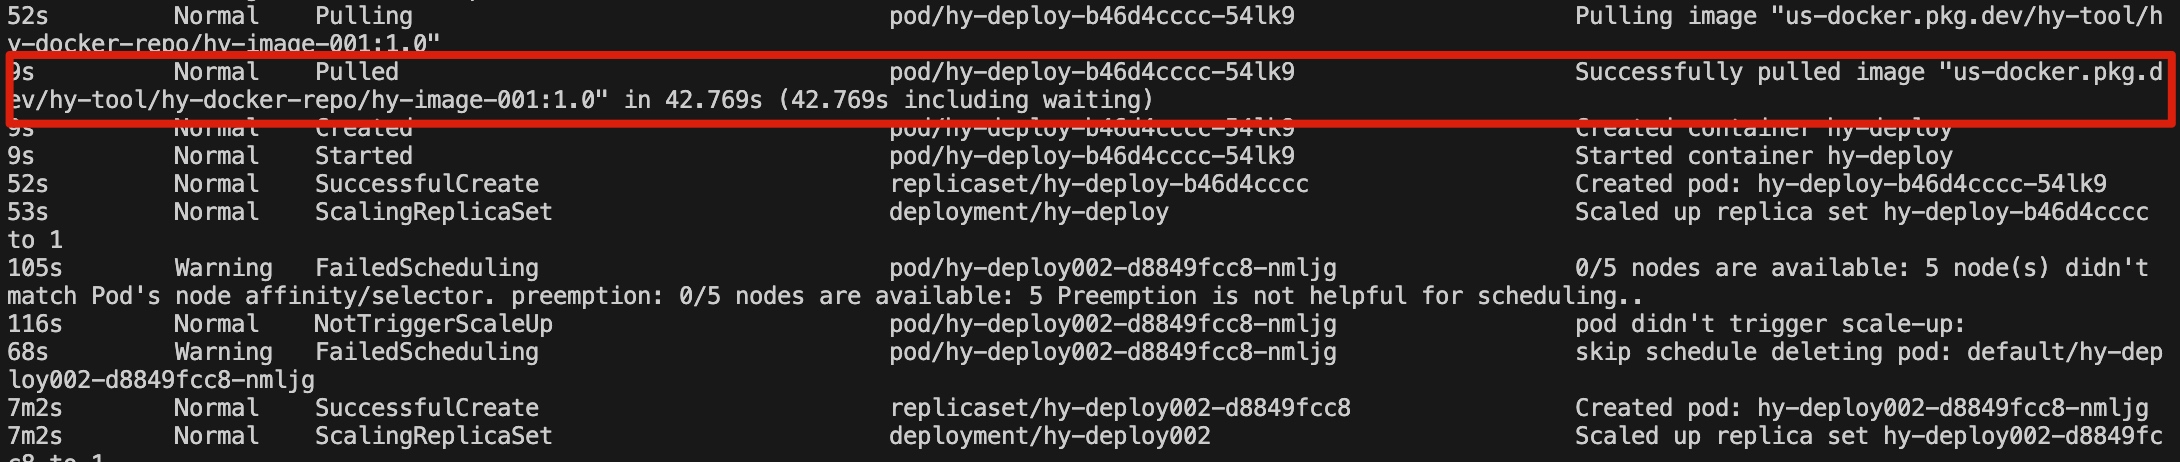 52s Normal Pulling pod/hy-deploy-b46d4cccc-54lk9 Pulling image "us-docker.pkg.dev/hy-tool/h
y-docker-repo/hy-image-001:1.0"
9s Normal Pulled pod/hy-deploy-b46d4cccc-54lk9 Successfully pulled image "us-docker.pkg.d
ev/hy-tool/hy-docker-repo/hy-image-001:1.0" in 42.769s (42.769s including waiting)
9s Normal Created pod/hy-deploy-b46d4cccc-54lk9 Created container hy-deploy
9s Normal Started pod/hy-deploy-b46d4cccc-54lk9 Started container hy-deploy
52s Normal SuccessfulCreate replicaset/hy-deploy-b46d4cccc Created pod: hy-deploy-b46d4cccc-54lk9
53s Normal ScalingReplicaSet deployment/hy-deploy Scaled up replica set hy-deploy-b46d4cccc
to 1
105s Warning FailedScheduling pod/hy-deploy002-d8849fcc8-nmljg 0/5 nodes are available: 5 node(s) didn't
match Pod's node affinity/selector. preemption: 0/5 nodes are available: 5 Preemption is not helpful for scheduling..
116s Normal NotTriggerScaleUp pod/hy-deploy002-d8849fcc8-nmljg pod didn't trigger scale-up:
68s Warning FailedScheduling pod/hy-deploy002-d8849fcc8-nmljg skip schedule deleting pod: default/hy-dep
loy002-d8849fcc8-nmljg
7m2s Normal SuccessfulCreate replicaset/hy-deploy002-d8849fcc8 Created pod: hy-deploy002-d8849fcc8-nmljg
7m2s Normal ScalingReplicaSet deployment/hy-deploy002 Scaled up replica set hy-deploy002-d8849fc
c8 to 1